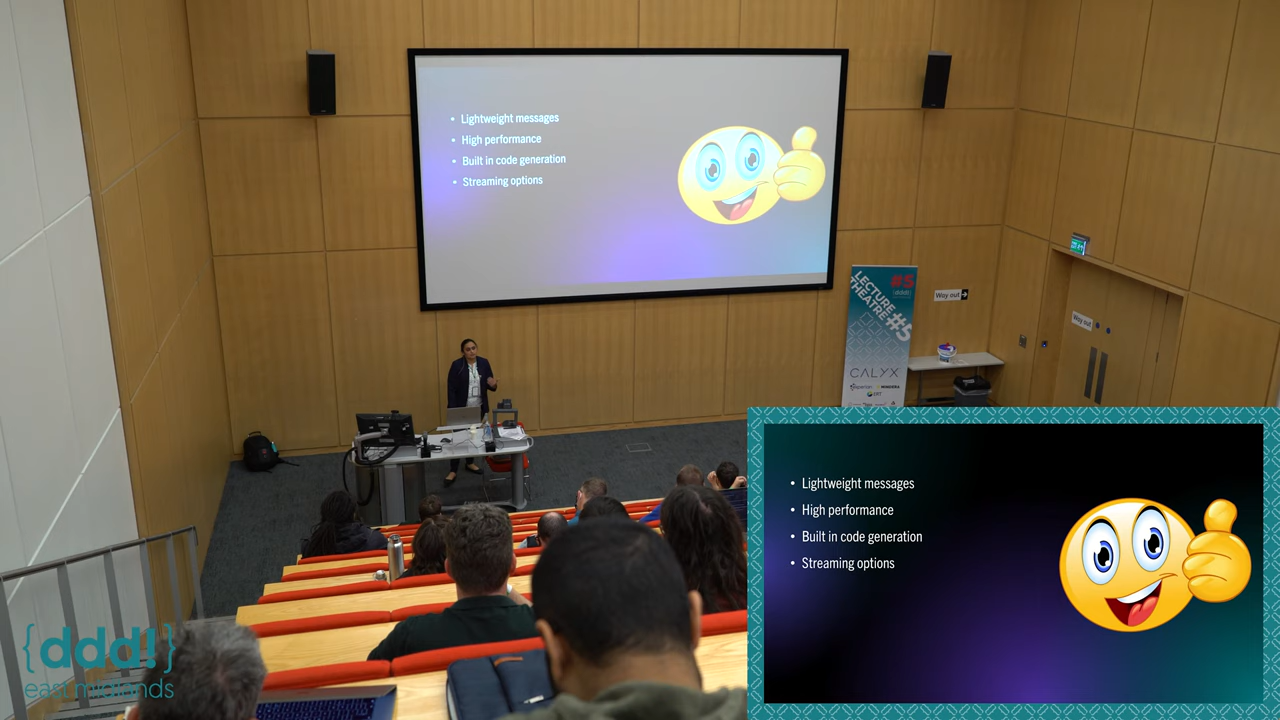 • Lightweight messages
• High performance
• Built in code generation
• Streaming options
LECTURE
THEATRE
#5
#5
{ddd!}
CALYX
experian
Way out
Way out
• Lightweight messages
• High performance
• Built in code generation
• Streaming options
{ddd!}
east midlands